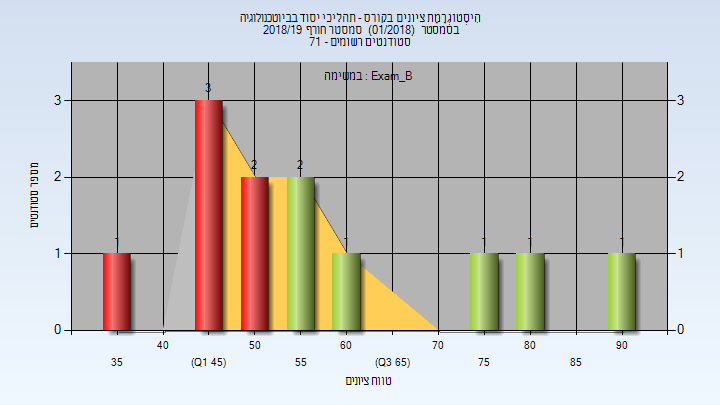 היסטוגרמת ציונים בקורס - תהליכי יסוד בביוטכנולוגיה
בסמסטר (01/2018) סמסטר חורף 2018/19
סטודנטים רשומים - 71
במשימה : Exam_B
3 3 3
2 2 2 2
1 1 1 1 1 1 1
0 0
מספר סטודנטים
40 50 60 70 80 90
35 (Q1 45) 55 (Q3 65) 75 85
טווח ציונים